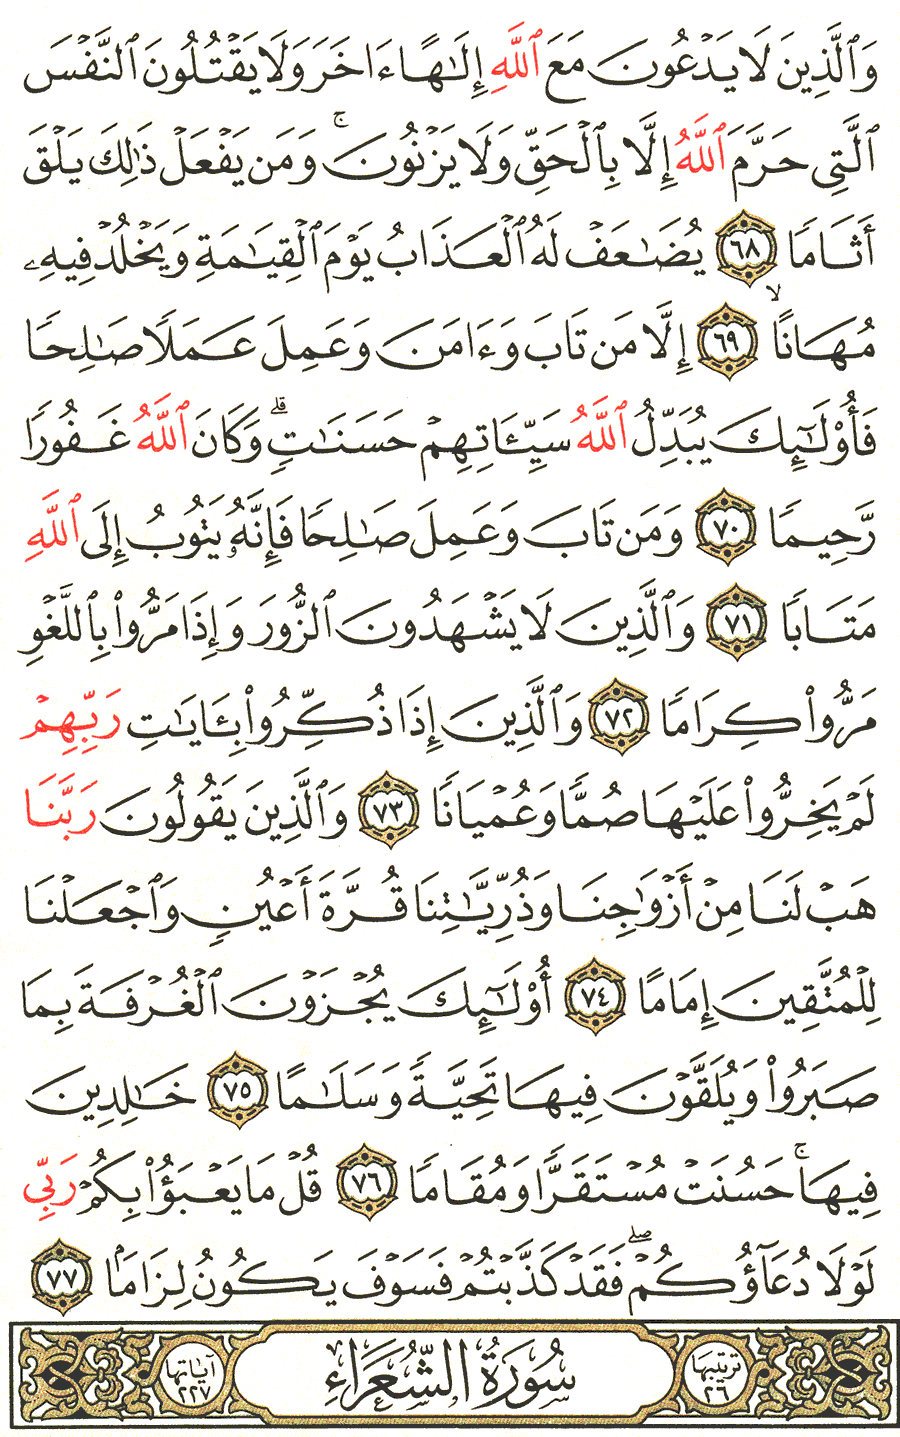 وَٱلَّذِينَ لَا يَدْعُونَ مَعَ ٱللَّهِ إِلَـٰهًا ءَاخَرَ وَلَا يَقْتُلُونَ ٱلنَّفْسَ
ٱلَّتِى حَرَّمَ ٱللَّهُ إِلَّا بِٱلْحَقِّ وَلَا يَزْنُونَ ۚ وَمَن يَفْعَلْ ذَٰلِكَ يَلْقَ
أَثَامًا ٦٨ يُضَـٰعَفْ لَهُ ٱلْعَذَابُ يَوْمَ ٱلْقِيَـٰمَةِ وَيَخْلُدْ فِيهِۦ
مُهَانًا ۙ ٦٩ إِلَّا مَن تَابَ وَءَامَنَ وَعَمِلَ عَمَلًا صَـٰلِحًا
فَأُو۟لَـٰٓئِكَ يُبَدِّلُ ٱللَّهُ سَيِّـَٔاتِهِمْ حَسَنَـٰتٍ ۗ وَكَانَ ٱللَّهُ غَفُورًا
رَّحِيمًا ٧٠ وَمَن تَابَ وَعَمِلَ صَـٰلِحًا فَإِنَّهُۥ يَتُوبُ إِلَى ٱللَّهِ
مَتَابًا ٧١ وَٱلَّذِينَ لَا يَشْهَدُونَ ٱلزُّورَ وَإِذَا مَرُّوا۟ بِٱللَّغْوِ
مَرُّوا۟ كِرَامًا ٧٢ وَٱلَّذِينَ إِذَا ذُكِّرُوا۟ بِـَٔايَـٰتِ رَبِّهِمْ
لَمْ يَخِرُّوا۟ عَلَيْهَا صُمًّا وَعُمْيَانًا ٧٣ وَٱلَّذِينَ يَقُولُونَ رَبَّنَا
هَبْ لَنَا مِنْ أَزْوَٰجِنَا وَذُرِّيَّـٰتِنَا قُرَّةَ أَعْيُنٍ وَٱجْعَلْنَا
لِلْمُتَّقِينَ إِمَامًا ٧٤ أُو۟لَـٰٓئِكَ يُجْزَوْنَ ٱلْغُرْفَةَ بِمَا
صَبَرُوا۟ وَيُلَقَّوْنَ فِيهَا تَحِيَّةً وَسَلَـٰمًا ٧٥ خَـٰلِدِينَ
فِيهَا ۚ حَسُنَتْ مُسْتَقَرًّا وَمُقَامًا ٧٦ قُلْ مَا يَعْبَؤُا۟ بِكُمْ رَبِّى
لَوْلَا دُعَآؤُكُمْ ۖ فَقَدْ كَذَّبْتُمْ فَسَوْفَ يَكُونُ لِزَامًۢا ٧٧
ترتيبها ٢٦ سُورَةُ الشُّعَرَاءِ آياتها ٢٢٧